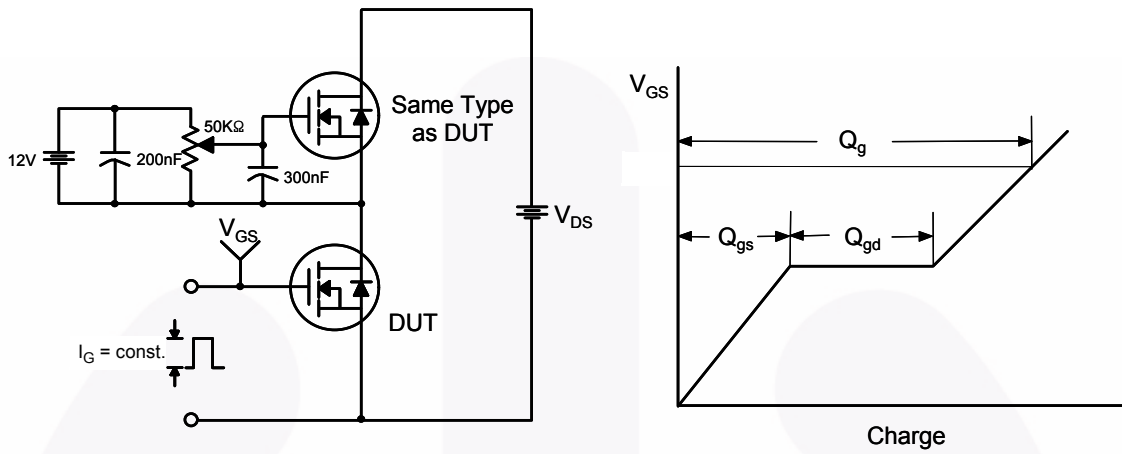 12V
200nF
50KΩ
300nF
Same Type
as DUT
V_DS
V_GS
DUT
I_G = const.
V_GS
Q_g
Q_gs
Q_gd
Charge